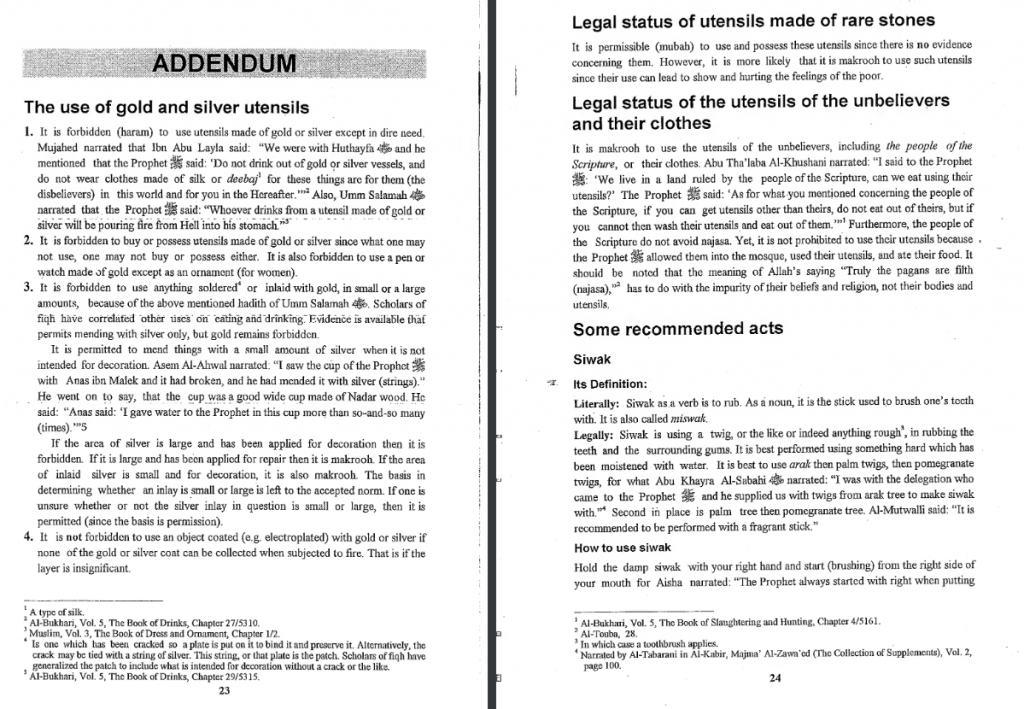 ADDENDUM
The use of gold and silver utensils
1. It is forbidden (haram) to use utensils made of gold or silver except in dire need.
Mujahed narrated that Ibn Abu Layla said: "We were with Huthayfa and he
mentioned that the Prophet ﷺ said: 'Do not drink out of gold or silver vessels, and
do not wear clothes made of silk or deebaj¹ for these things are for them (the
disbelievers) in this world and for you in the Hereafter.'"² Also, Umm Salamah
narrated that the Prophet ﷺ said: "Whoever drinks from a utensil made of gold or
silver will be pouring fire from Hell into his stomach."³
2. It is forbidden to buy or possess utensils made of gold or silver since what one may
not use, one may not buy or possess either. It is also forbidden to use a pen or
watch made of gold except as an ornament (for women).
3. It is forbidden to use anything soldered⁴ or inlaid with gold, in small or a large
amounts, because of the above mentioned hadith of Umm Salamah. Scholars of
fiqh have correlated other uses on eating and drinking. Evidence is available that
permits mending with silver only, but gold remains forbidden.
It is permitted to mend things with a small amount of silver when it is not
intended for decoration. Asem Al-Ahwal narrated: "I saw the cup of the Prophet ﷺ
with Anas ibn Malek and it had broken, and he had mended it with silver (strings)."
He went on to say, that the cup was a good wide cup made of Nadar wood. He
said: "Anas said: 'I gave water to the Prophet in this cup more than so-and-so many
(times).'"5
If the area of silver is large and has been applied for decoration then it is
forbidden. If it is large and has been applied for repair then it is makrooh. If the area
of inlaid silver is small and for decoration, it is also makrooh. The basis in
determining whether an inlay is small or large is left to the accepted norm. If one is
unsure whether or not the silver inlay in question is small or large, then it is
permitted (since the basis is permission).
4. It is not forbidden to use an object coated (e.g. electroplated) with gold or silver if
none of the gold or silver coat can be collected when subjected to fire. That is if the
layer is insignificant.
¹ A type of silk.
² Al-Bukhari, Vol. 5, The Book of Drinks, Chapter 27/5310.
³ Muslim, Vol. 3, The Book of Dress and Ornament, Chapter 1/2.
⁴ Is one which has been cracked so a plate is put on it to bind it and preserve it. Alternatively, the
crack may be tied with a string of silver. This string, or that plate is the patch. Scholars of fiqh have
generalized the patch to include what is intended for decoration without a crack or the like.
⁵ Al-Bukhari, Vol. 5, The Book of Drinks, Chapter 29/5315.
23
Legal status of utensils made of rare stones
It is permissible (mubah) to use and possess these utensils since there is no evidence
concerning them. However, it is more likely that it is makrooh to use such utensils
since their use can lead to show and hurting the feelings of the poor.
Legal status of the utensils of the unbelievers
and their clothes
It is makrooh to use the utensils of the unbelievers, including the people of the
Scripture, or their clothes. Abu Tha'laba Al-Khushani narrated: "I said to the Prophet
ﷺ: 'We live in a land ruled by the people of the Scripture, can we eat using their
utensils?' The Prophet ﷺ said: 'As for what you mentioned concerning the people of
the Scripture, if you can get utensils other than theirs, do not eat out of theirs, but if
you cannot then wash their utensils and eat out of them.'"¹ Furthermore, the people of
the Scripture do not avoid najasa. Yet, it is not prohibited to use their utensils because
the Prophet ﷺ allowed them into the mosque, used their utensils, and ate their food. It
should be noted that the meaning of Allah's saying "Truly the pagans are filth
(najasa),"² has to do with the impurity of their beliefs and religion, not their bodies and
utensils.
Some recommended acts
Siwak
Its Definition:
Literally: Siwak as a verb is to rub. As a noun, it is the stick used to brush one's teeth
with. It is also called miswak.
Legally: Siwak is using a twig, or the like or indeed anything rough³, in rubbing the
teeth and the surrounding gums. It is best performed using something hard which has
been moistened with water. It is best to use arak then palm twigs, then pomegranate
twigs, for what Abu Khayra Al-Sabahi narrated: "I was with the delegation who
came to the Prophet ﷺ and he supplied us with twigs from arak tree to make siwak
with."⁴ Second in place is palm tree then pomegranate tree. Al-Mutwalli said: "It is
recommended to be performed with a fragrant stick."
How to use siwak
Hold the damp siwak with your right hand and start (brushing) from the right side of
your mouth for Aisha narrated: "The Prophet always started with right when putting
¹ Al-Bukhari, Vol. 5, The Book of Slaughtering and Hunting, Chapter 4/5161.
² Al-Touba, 28.
³ In which case a toothbrush applies.
⁴ Narrated by Al-Tabarani in Al-Kabir, Majma' Al-Zawa'ed (The Collection of Supplements), Vol. 2,
page 100.
24